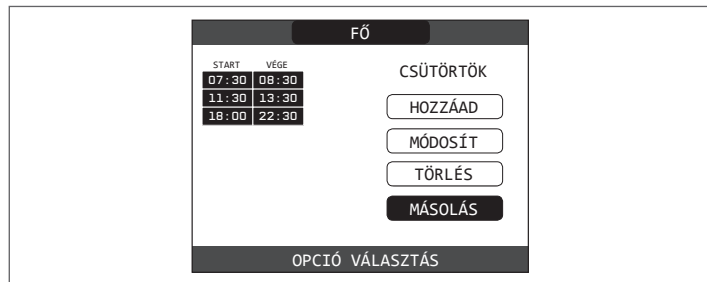 FŐ
START VÉGE
07:30 08:30
11:30 13:30
18:00 22:30
CSÜTÖRTÖK
HOZZÁAD
MÓDOSÍT
TÖRLÉS
MÁSOLÁS
OPCIÓ VÁLASZTÁS